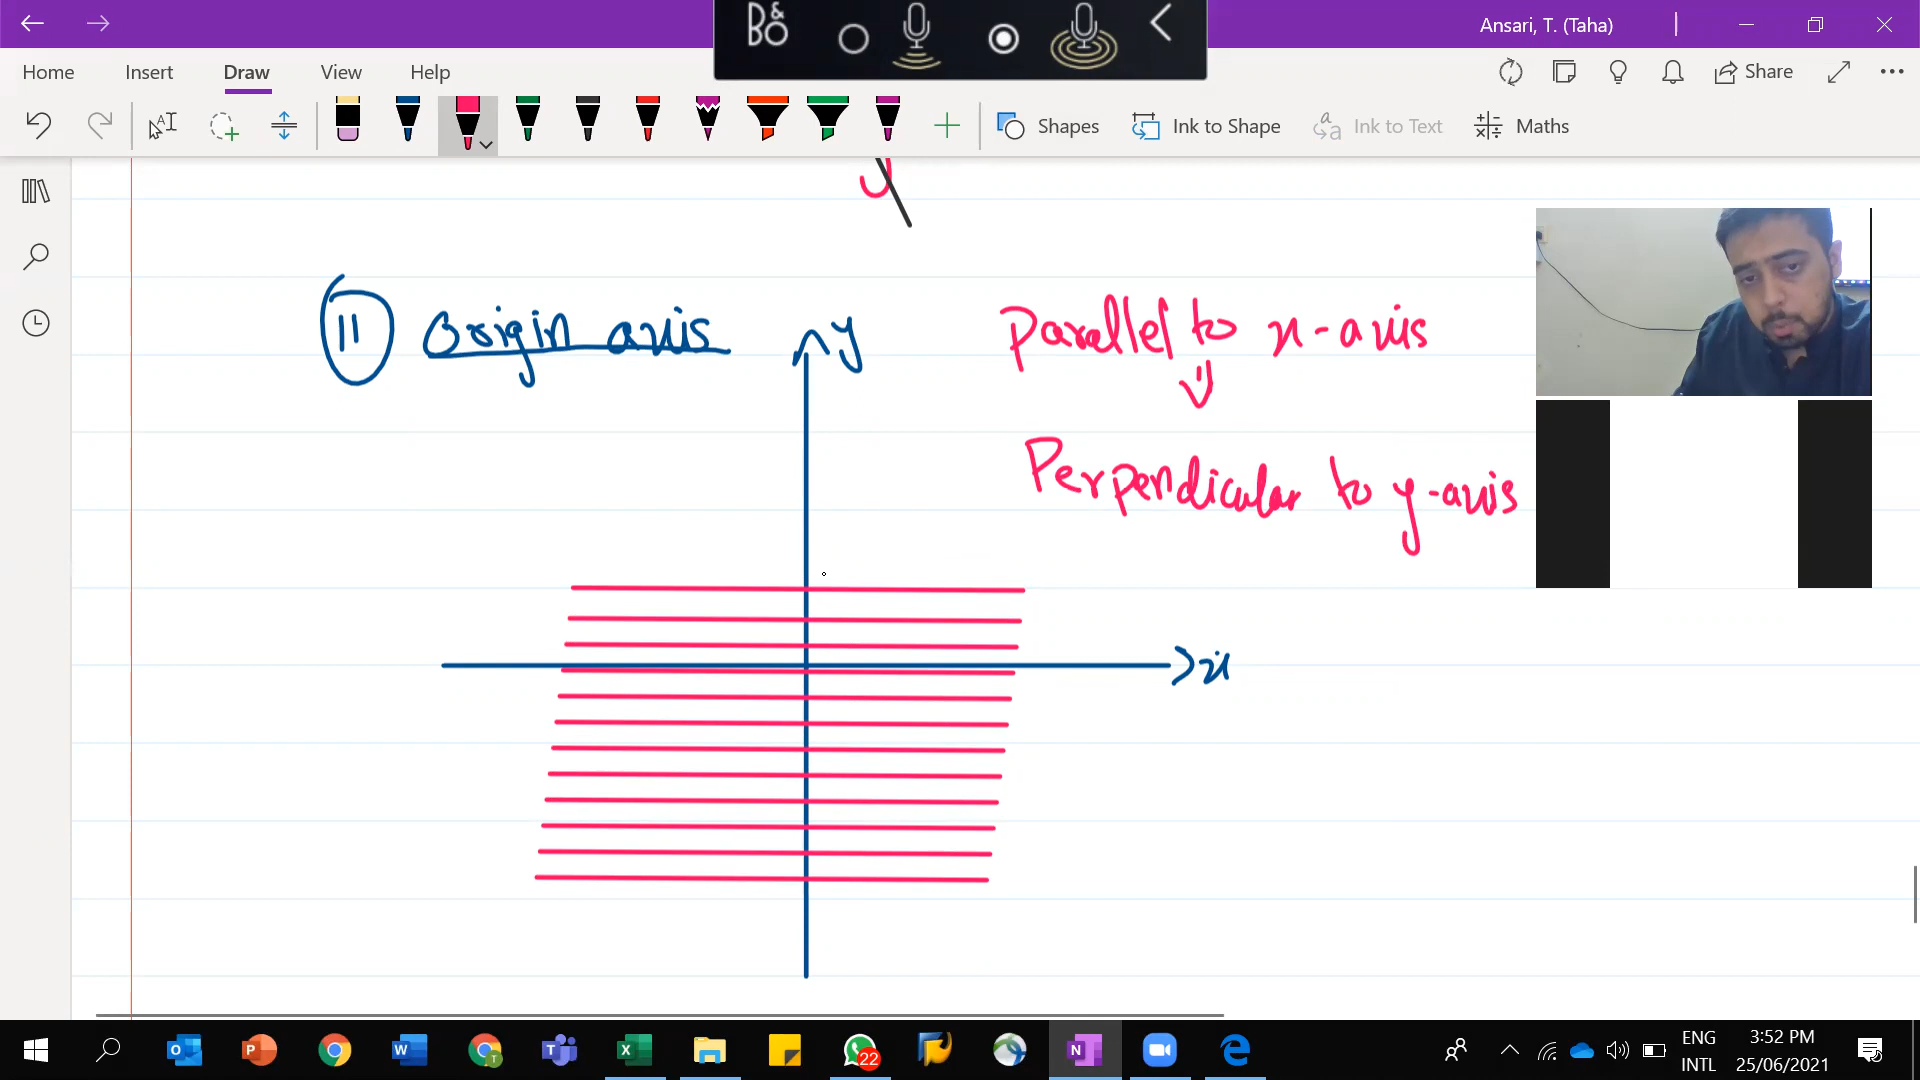 B&O
Ansari, T. (Taha)
Home Insert Draw View Help
Share
Shapes Ink to Shape Ink to Text Maths
y
11 Origin axis
y
Parallel to x-axis
Perpendicular to y-axis
x
22
ENG
INTL
3:52 PM
25/06/2021